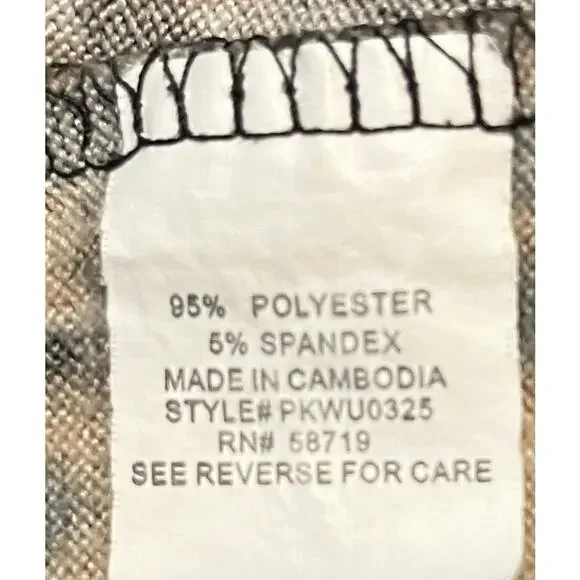 95% POLYESTER
5% SPANDEX
MADE IN CAMBODIA
STYLE# PKWU0325
RN# 58719
SEE REVERSE FOR CARE